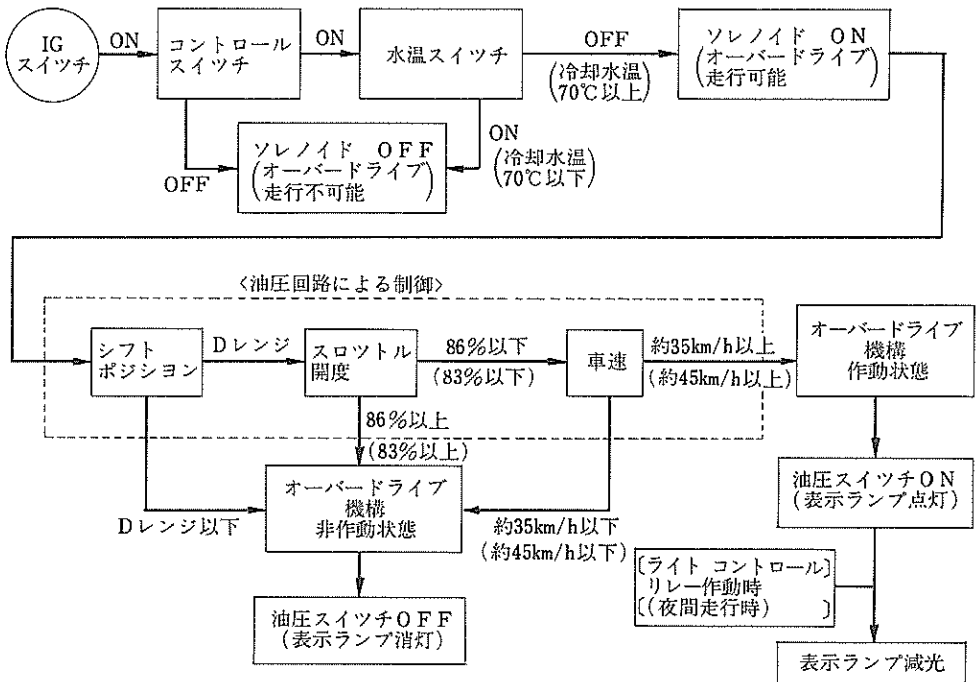 IG
スイツチ
ON
コントロール
スイツチ
ON
水温スイツチ
OFF
(冷却水温
70℃以上)
ソレノイド ON
(オーバードライブ
走行可能)
ソレノイド OFF
(オーバードライブ
走行不可能)
OFF
ON
(冷却水温
70℃以下)
<油圧回路による制御>
シフト
ポジシヨン
Dレンジ
スロツトル
開度
86%以下
(83%以下)
車速
約35km/h以上
(約45km/h以上)
オーバードライブ
機構
作動状態
86%以上
(83%以上)
Dレンジ以下
オーバードライブ
機構
非作動状態
約35km/h以下
(約45km/h以下)
油圧スイツチON
(表示ランプ点灯)
油圧スイツチOFF
(表示ランプ消灯)
〔ライト コントロール〕
リレー作動時
〔(夜間走行時) 〕
表示ランプ減光